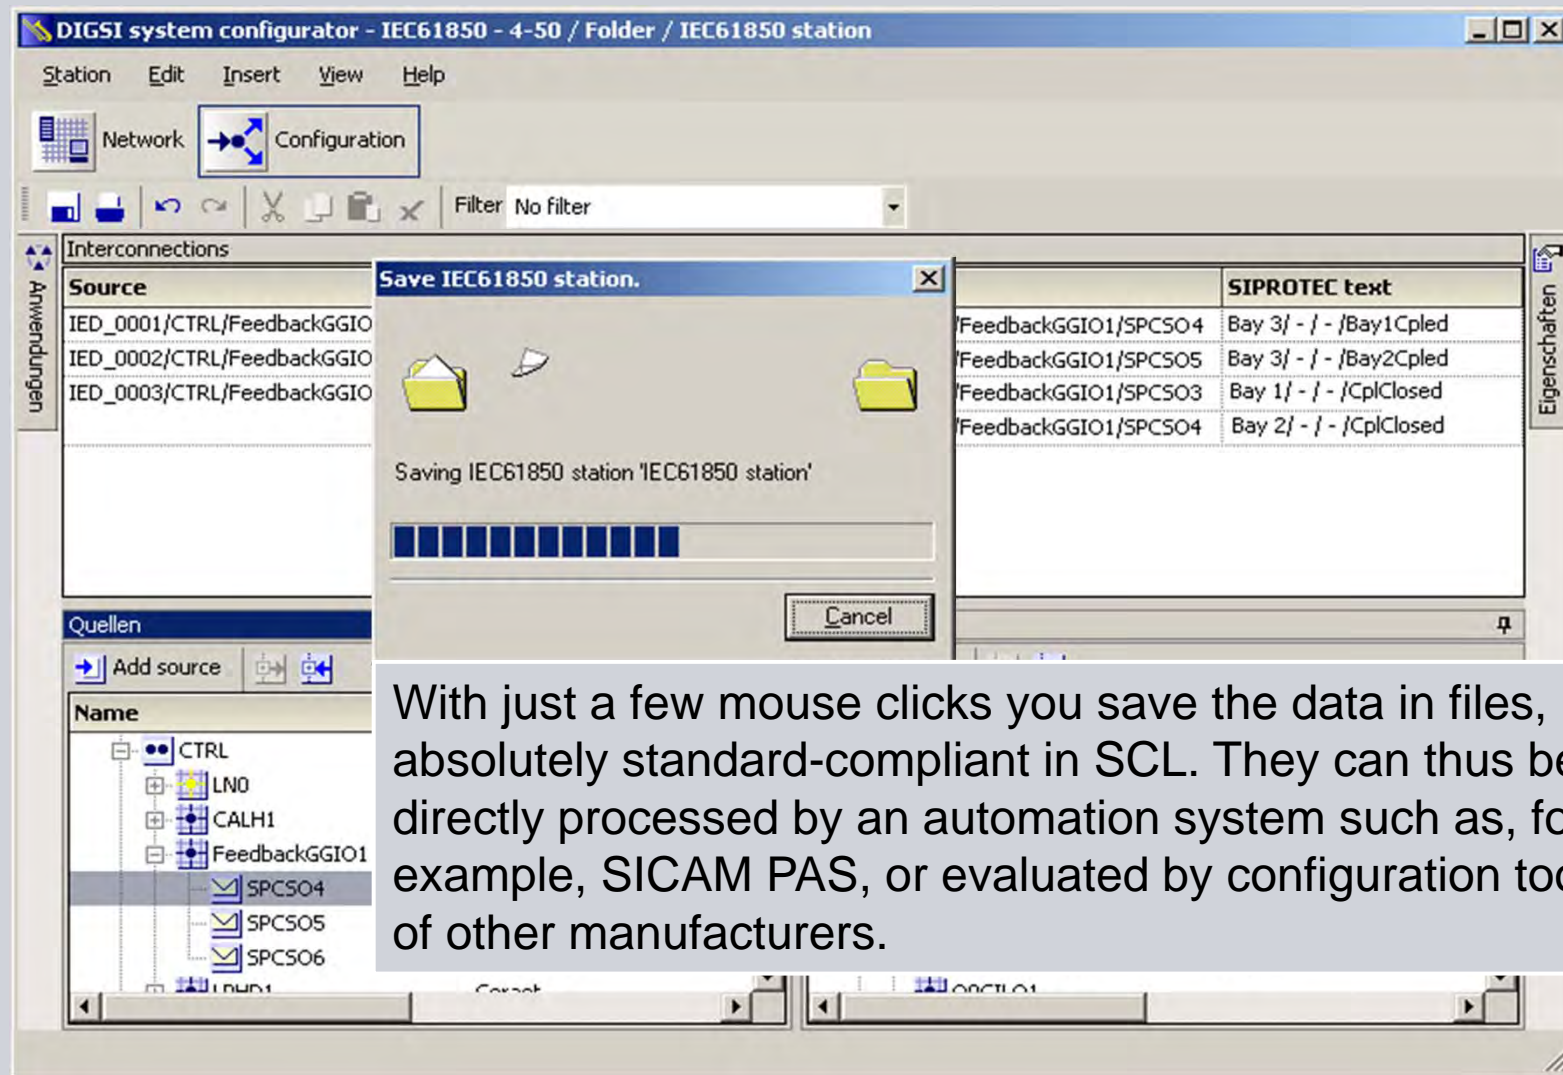 DIGSI system configurator - IEC61850 - 4-50 / Folder / IEC61850 station
Station Edit Insert View Help
Network Configuration
Filter No filter
Anwendungen
Interconnections
Eigenschaften
Source SIPROTEC text
IED_0001/CTRL/FeedbackGGIO /FeedbackGGIO1/SPCSO4 Bay 3/ - / - /Bay1Cpled
IED_0002/CTRL/FeedbackGGIO /FeedbackGGIO1/SPCSO5 Bay 3/ - / - /Bay2Cpled
IED_0003/CTRL/FeedbackGGIO /FeedbackGGIO1/SPCSO3 Bay 1/ - / - /CplClosed
/FeedbackGGIO1/SPCSO4 Bay 2/ - / - /CplClosed
Save IEC61850 station.
Saving IEC61850 station 'IEC61850 station'
Cancel
Quellen
Add source
Name
CTRL
LN0
CALH1
FeedbackGGIO1
SPCSO4
SPCSO5
SPCSO6
With just a few mouse clicks you save the data in files,
absolutely standard-compliant in SCL. They can thus be
directly processed by an automation system such as, fo
example, SICAM PAS, or evaluated by configuration too
of other manufacturers.